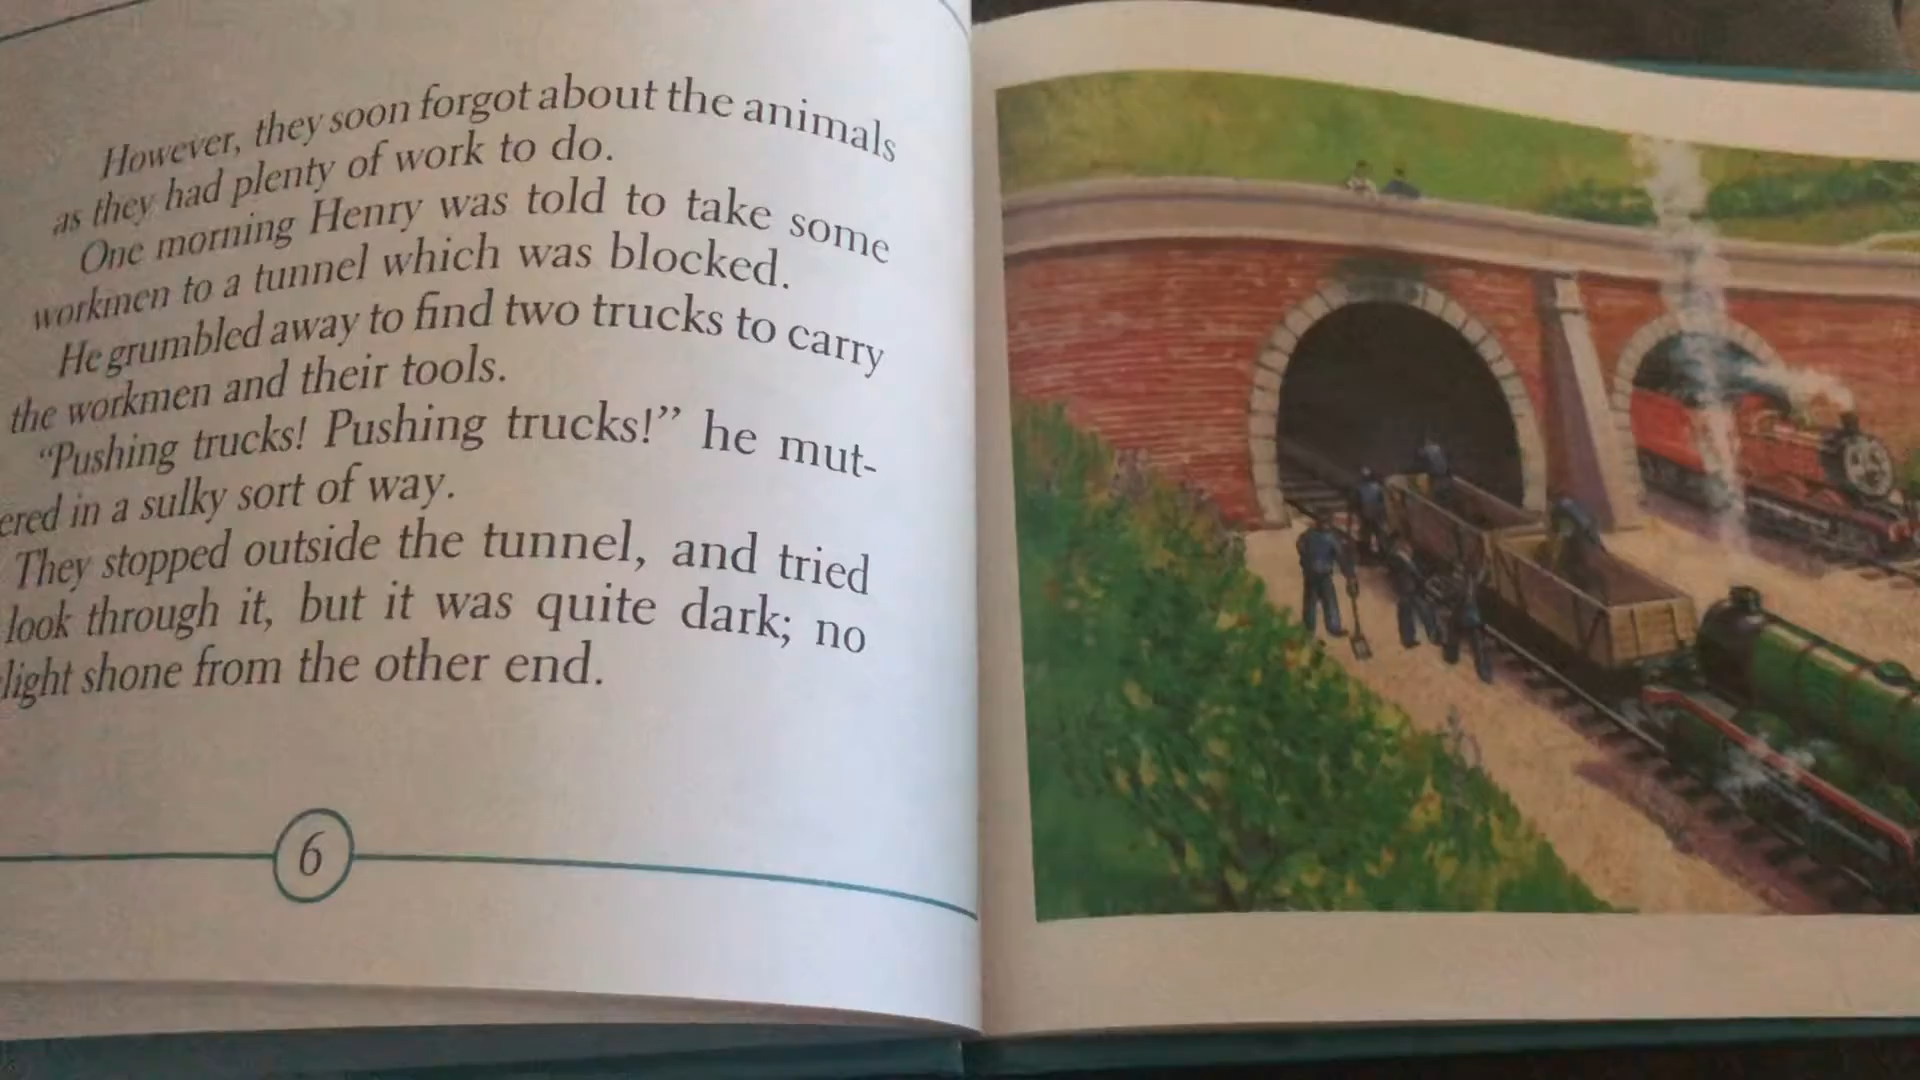 However, they soon forgot about the animals
as they had plenty of work to do.
One morning Henry was told to take some
workmen to a tunnel which was blocked.
He grumbled away to find two trucks to carry
the workmen and their tools.
“Pushing trucks! Pushing trucks!” he mut-
ered in a sulky sort of way.
They stopped outside the tunnel, and tried
look through it, but it was quite dark; no
light shone from the other end.
6